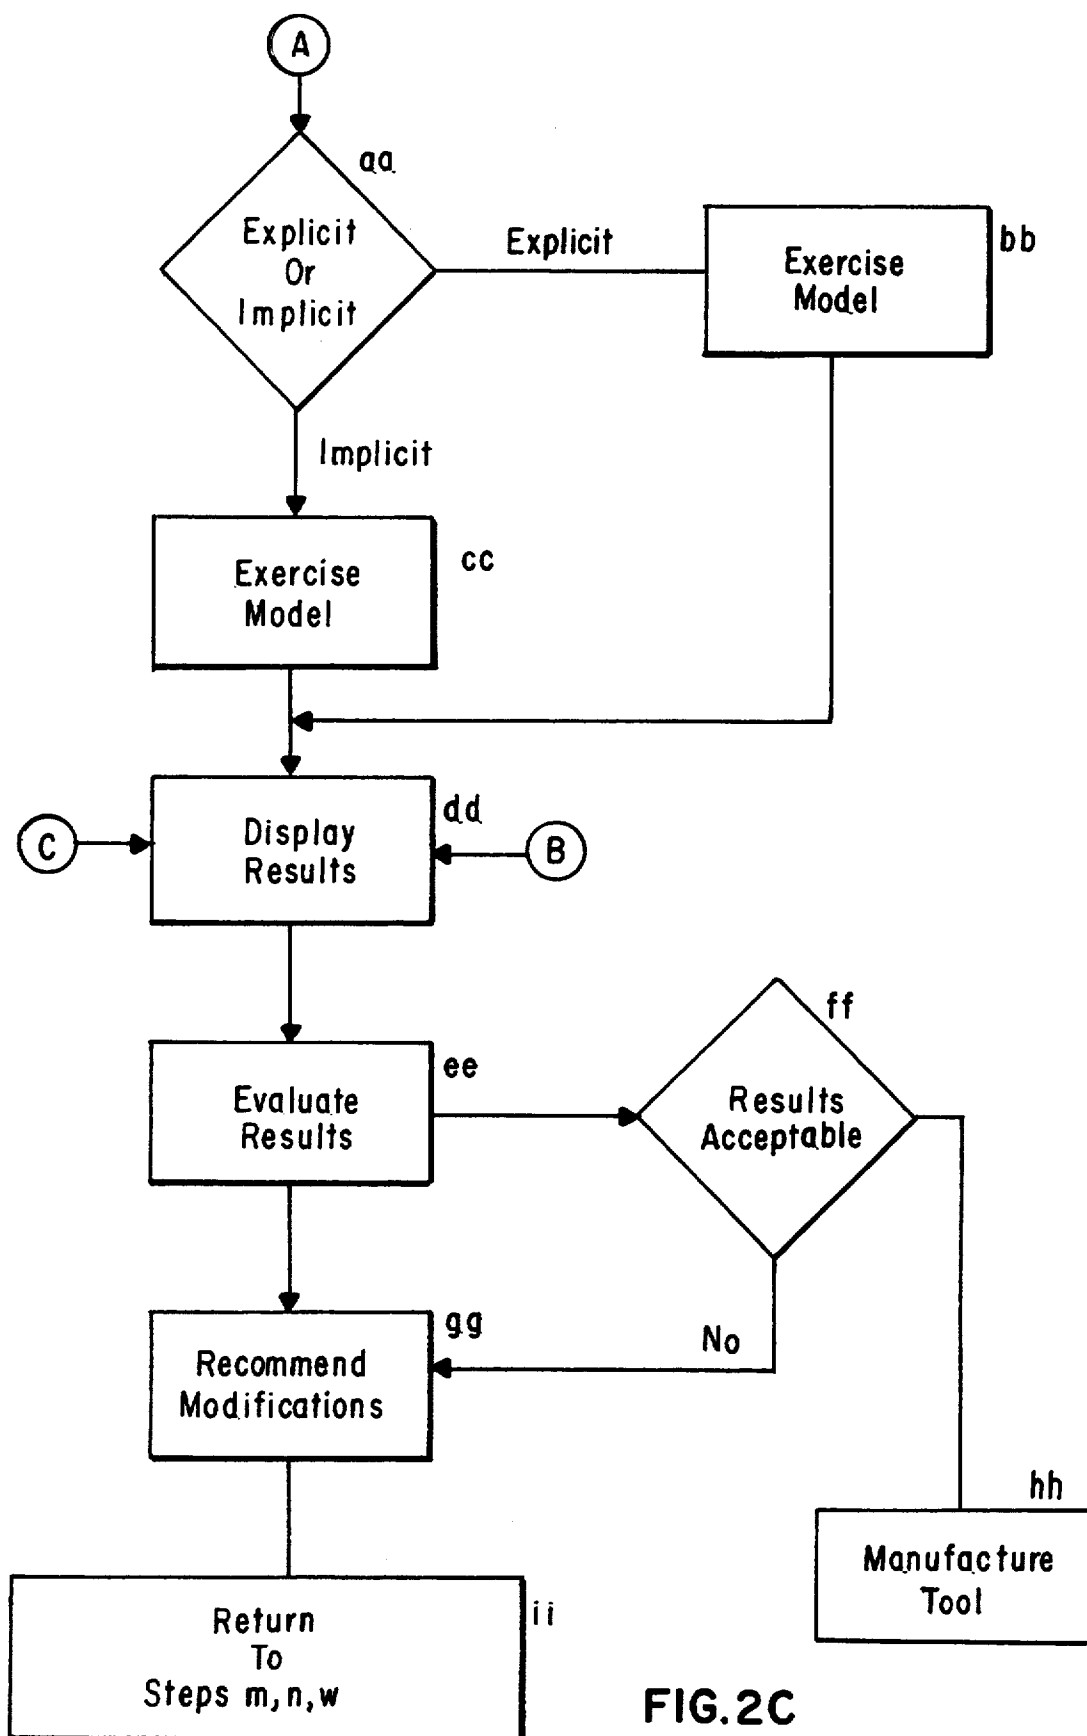 A
aa
Explicit
Or
Implicit
Explicit
bb
Exercise
Model
Implicit
cc
Exercise
Model
C
Display
Results
dd
B
Evaluate
Results
ee
ff
Results
Acceptable
No
gg
Recommend
Modifications
hh
Manufacture
Tool
Return
To
Steps m,n,w
ii
FIG.2C